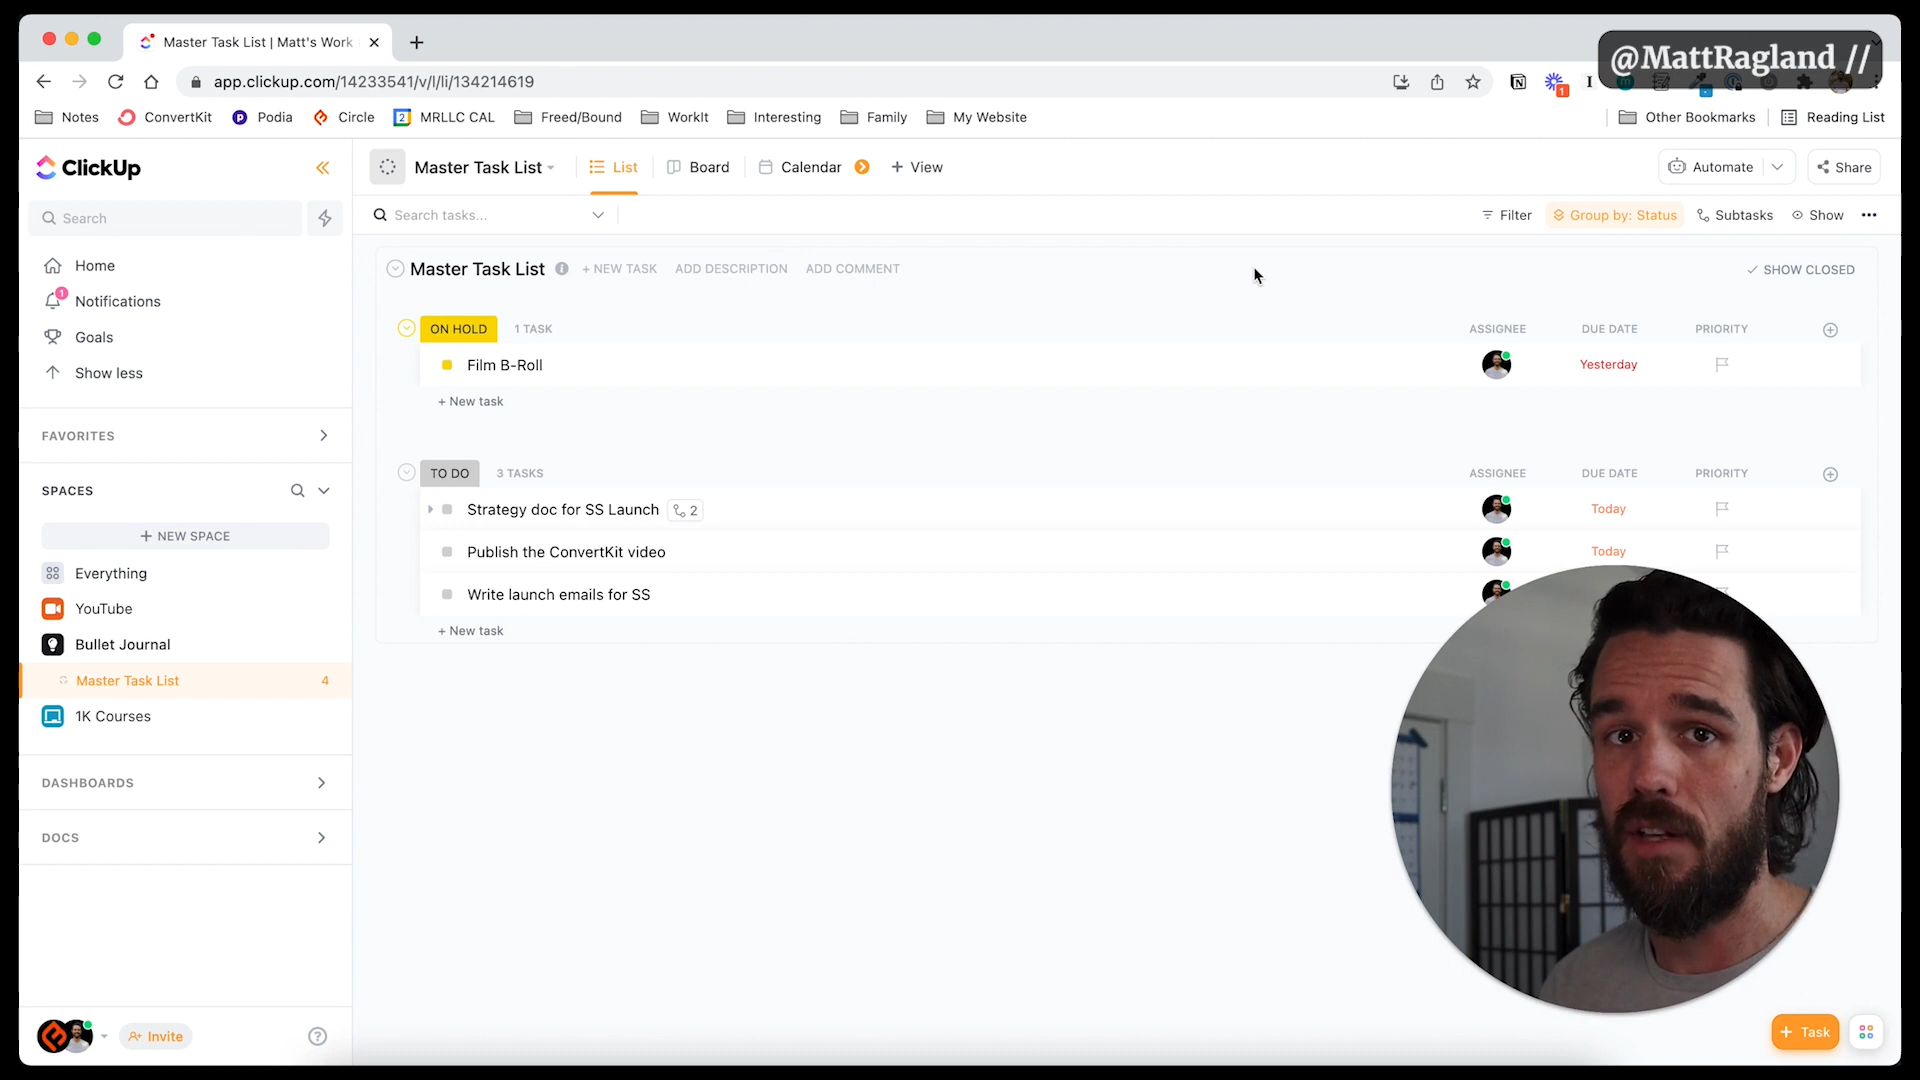 Master Task List | Matt's Work
@MattRagland //
app.clickup.com/14233541/v/l/li/134214619
1
Notes
ConvertKit
Podia
Circle
2
MRLLC CAL
Freed/Bound
WorkIt
Interesting
Family
My Website
Other Bookmarks
Reading List
ClickUp
Master Task List
List
Board
Calendar
+ View
Automate
Share
Search
Search tasks...
Filter
Group by: Status
Subtasks
Show
Home
1
Notifications
Goals
Show less
FAVORITES
SPACES
+ NEW SPACE
Everything
YouTube
Bullet Journal
Master Task List 4
1K Courses
DASHBOARDS
DOCS
Invite
?
Master Task List
+ NEW TASK
ADD DESCRIPTION
ADD COMMENT
SHOW CLOSED
ON HOLD 1 TASK ASSIGNEE DUE DATE PRIORITY
Film B-Roll Yesterday
+ New task
TO DO 3 TASKS ASSIGNEE DUE DATE PRIORITY
Strategy doc for SS Launch 2 Today
Publish the ConvertKit video Today
Write launch emails for SS
+ New task
+ Task